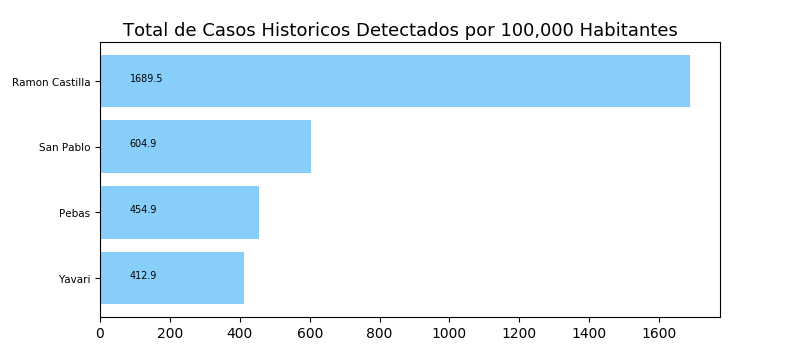 Total de Casos Historicos Detectados por 100,000 Habitantes
Ramon Castilla 1689.5
San Pablo 604.9
Pebas 454.9
Yavari 412.9
0 200 400 600 800 1000 1200 1400 1600